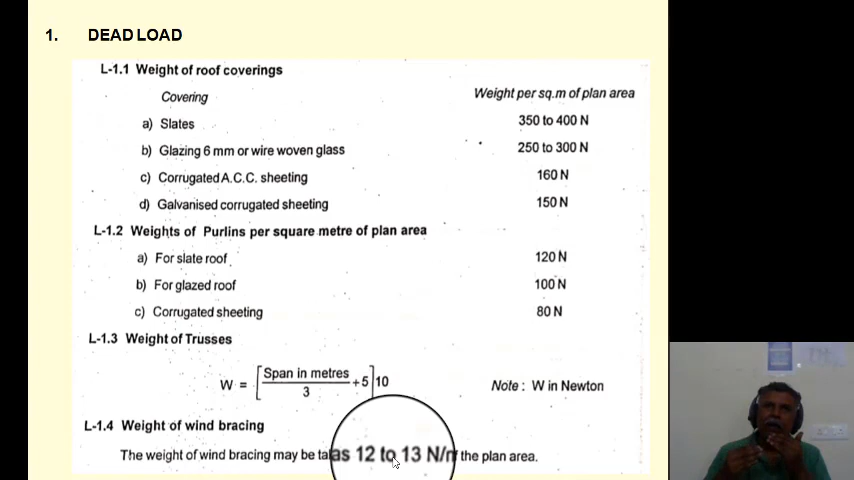 1. DEAD LOAD
L-1.1 Weight of roof coverings
Covering Weight per sq.m of plan area
a) Slates 350 to 400 N
b) Glazing 6 mm or wire woven glass 250 to 300 N
c) Corrugated A.C.C. sheeting 160 N
d) Galvanised corrugated sheeting 150 N
L-1.2 Weights of Purlins per square metre of plan area
a) For slate roof 120 N
b) For glazed roof 100 N
c) Corrugated sheeting 80 N
L-1.3 Weight of Trusses
W = [Span in metres / 3 + 5] 10 Note : W in Newton
L-1.4 Weight of wind bracing
The weight of wind bracing may be as 12 to 13 the plan area.